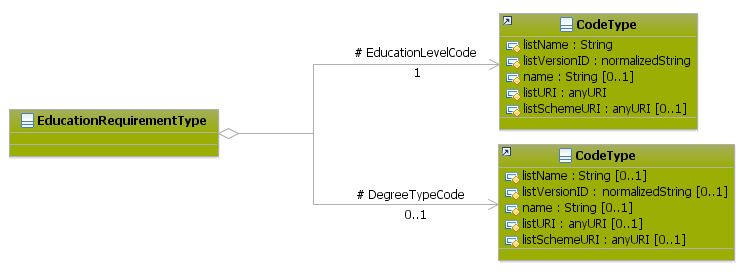 CodeType
listName : String
listVersionID : normalizedString
name : String [0..1]
listURI : anyURI
listSchemeURI : anyURI [0..1]
# EducationLevelCode
1
EducationRequirementType
# DegreeTypeCode
0..1
CodeType
listName : String [0..1]
listVersionID : normalizedString [0..1]
name : String [0..1]
listURI : anyURI [0..1]
listSchemeURI : anyURI [0..1]